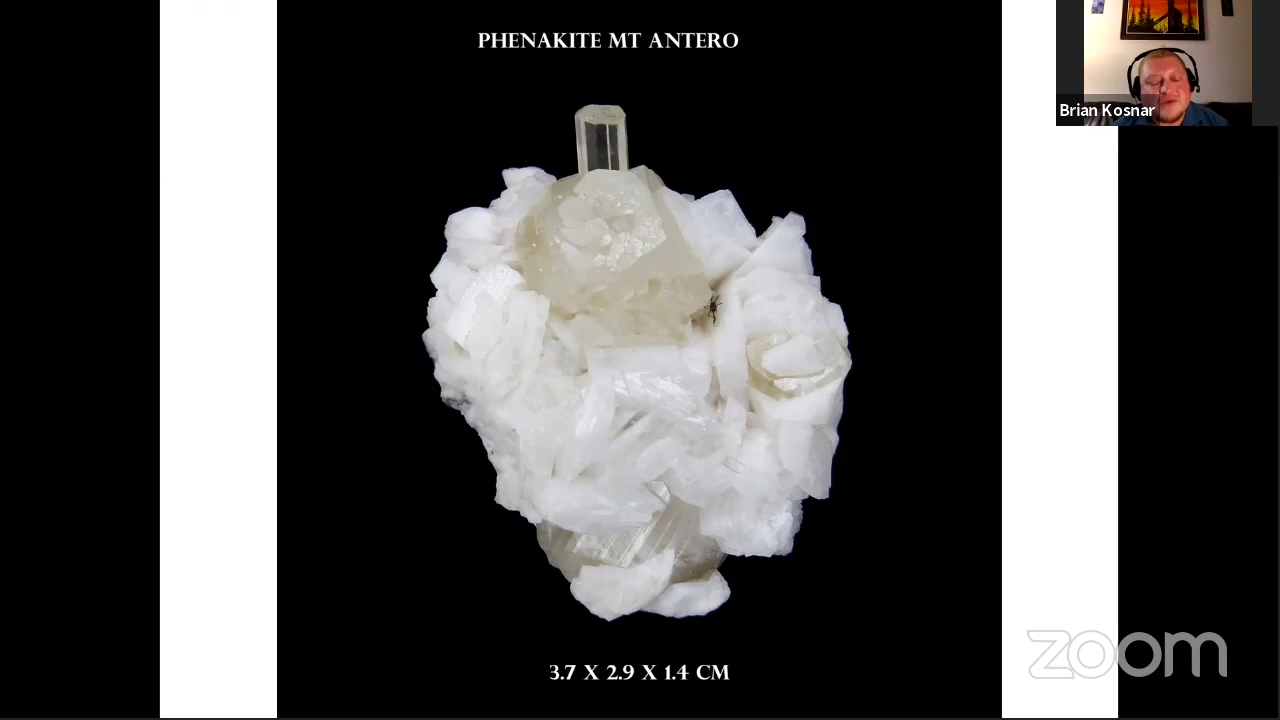 PHENAKITE MT ANTERO
Brian Kosnar
3.7 X 2.9 X 1.4 CM
zoom